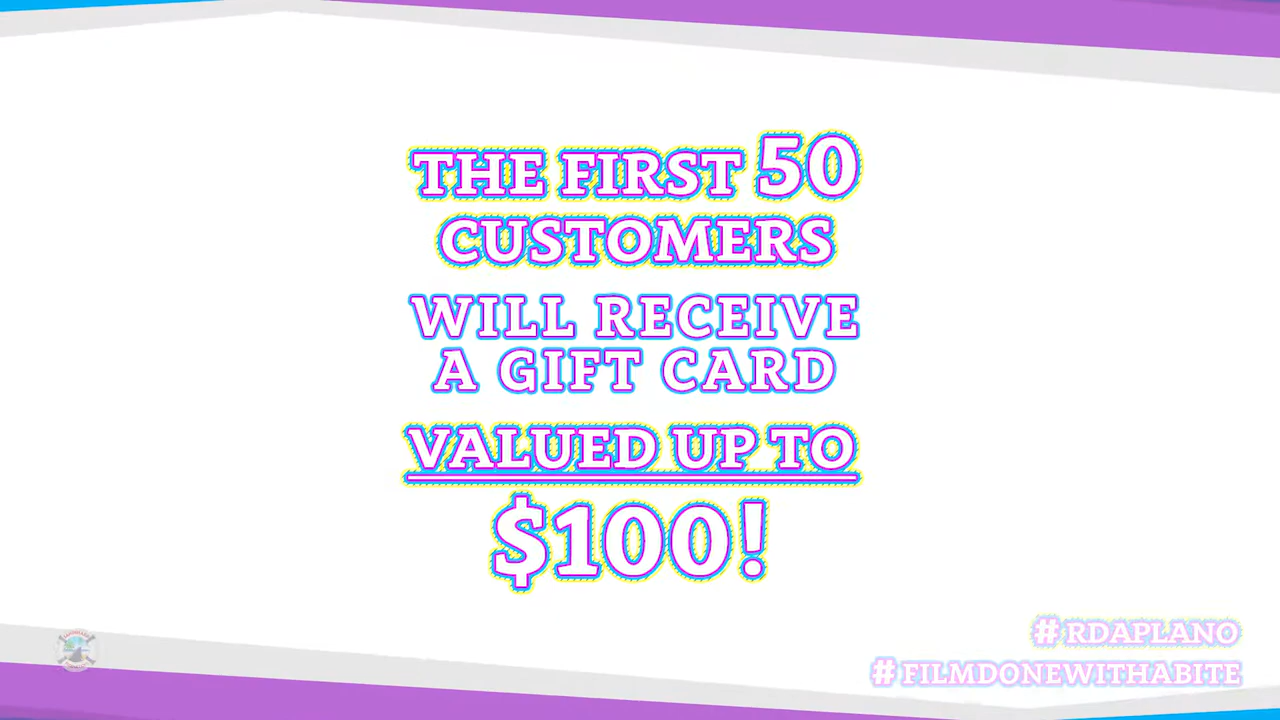 THE FIRST 50
CUSTOMERS
WILL RECEIVE
A GIFT CARD
VALUED UP TO
$100!
# RDAPLANO
# FILMDONEWITHABITE